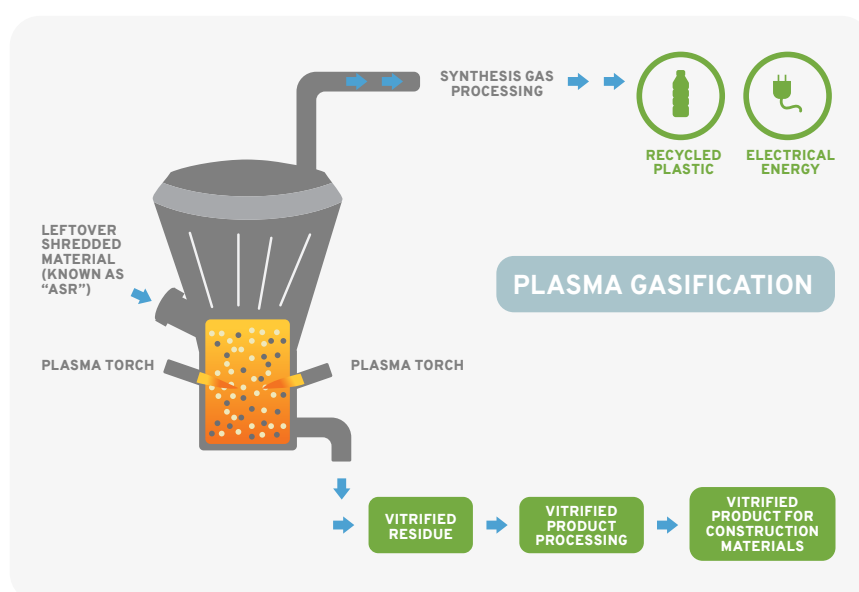 SYNTHESIS GAS
PROCESSING
RECYCLED
PLASTIC
ELECTRICAL
ENERGY
LEFTOVER
SHREDDED
MATERIAL
(KNOWN AS
“ASR”)
PLASMA GASIFICATION
PLASMA TORCH
PLASMA TORCH
VITRIFIED
RESIDUE
VITRIFIED
PRODUCT
PROCESSING
VITRIFIED
PRODUCT FOR
CONSTRUCTION
MATERIALS